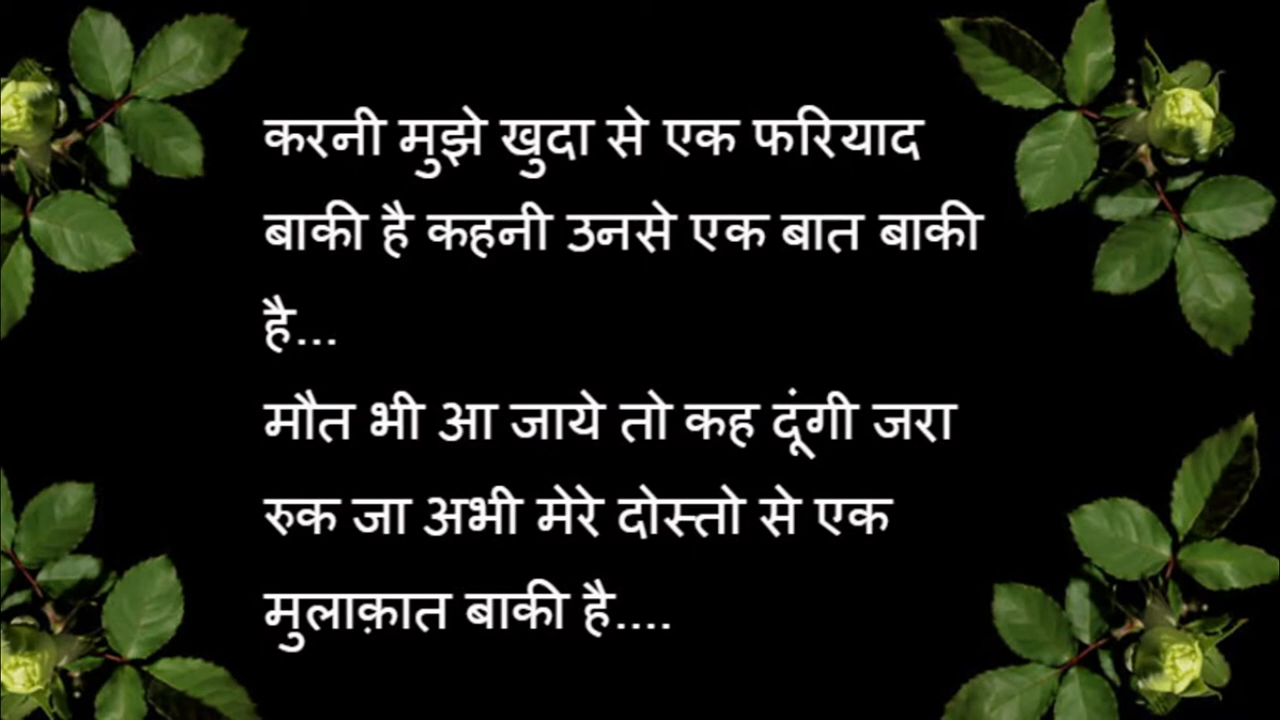 करनी मुझे खुदा से एक फरियाद
बाकी है कहनी उनसे एक बात बाकी
है...
मौत भी आ जाये तो कह दूंगी जरा
रुक जा अभी मेरे दोस्तो से एक
मुलाक़ात बाकी है....